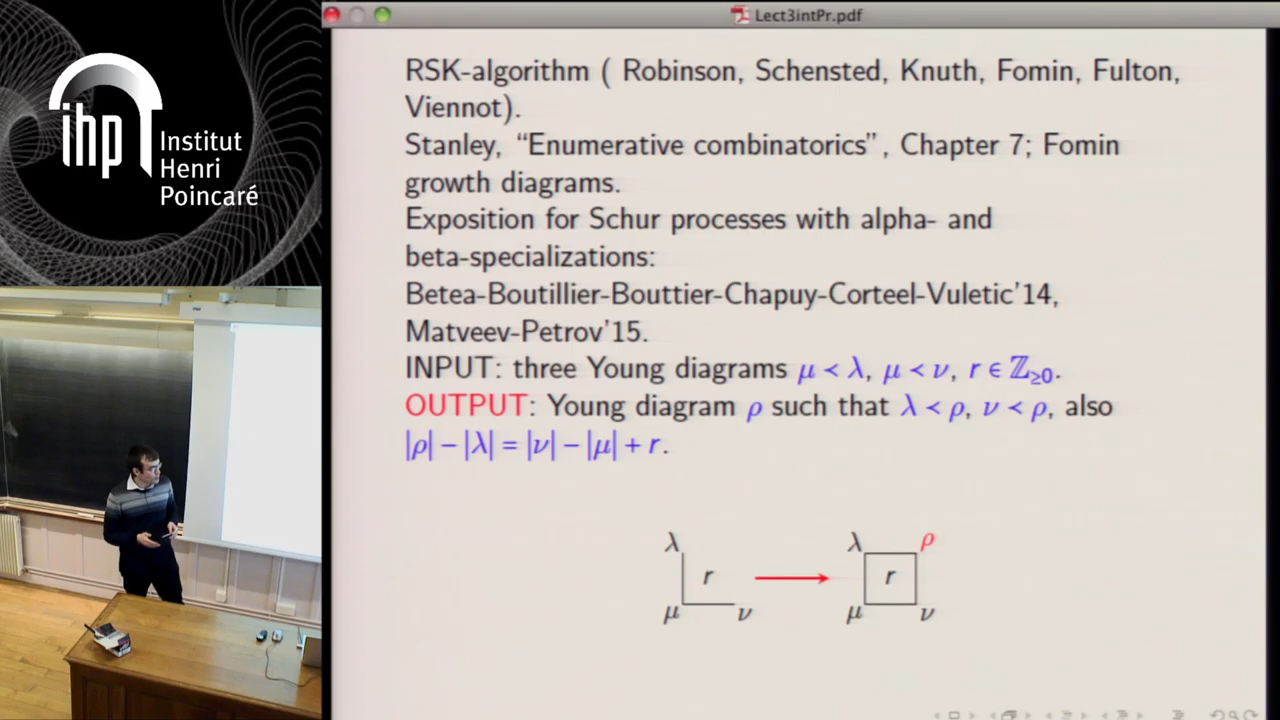 Lect3intPr.pdf
ihp
Institut
Henri
Poincaré
RSK-algorithm ( Robinson, Schensted, Knuth, Fomin, Fulton,
Viennot).
Stanley, “Enumerative combinatorics”, Chapter 7; Fomin
growth diagrams.
Exposition for Schur processes with alpha- and
beta-specializations:
Betea-Boutillier-Bouttier-Chapuy-Corteel-Vuletic’14,
Matveev-Petrov’15.
INPUT: three Young diagrams μ ≺ λ, μ ≺ ν, r ∈ ℤ≥0.
OUTPUT: Young diagram ρ such that λ ≺ ρ, ν ≺ ρ, also
|ρ| − |λ| = |ν| − |μ| + r.
λ λ ρ
r r
μ ν μ ν